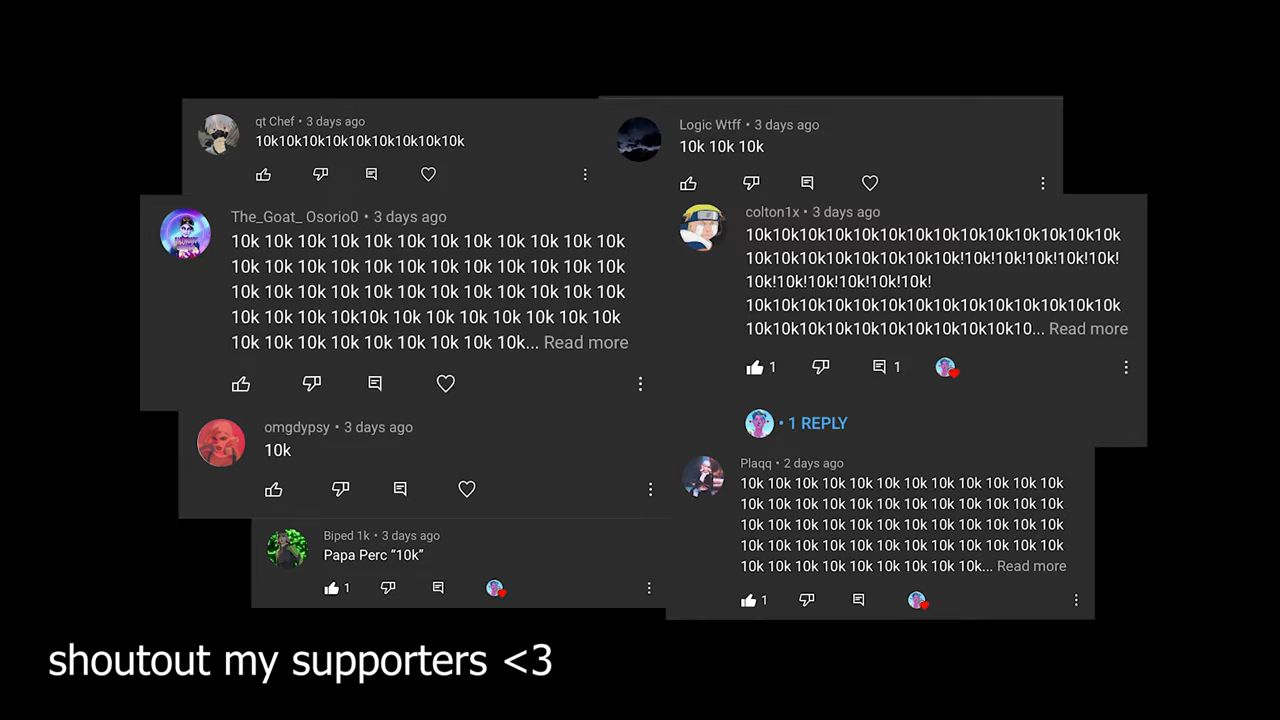 qt Chef • 3 days ago
10k10k10k10k10k10k10k10k10k
Logic Wtff • 3 days ago
10k 10k 10k
The_Goat_ Osorio0 • 3 days ago
10k 10k 10k 10k 10k 10k 10k 10k 10k 10k 10k 10k
10k 10k 10k 10k 10k 10k 10k 10k 10k 10k 10k 10k
10k 10k 10k 10k 10k 10k 10k 10k 10k 10k 10k 10k
10k 10k 10k 10k10k 10k 10k 10k 10k 10k 10k 10k
10k 10k 10k 10k 10k 10k 10k 10k 10k... Read more
colton1x • 3 days ago
10k10k10k10k10k10k10k10k10k10k10k10k10k10k
10k10k10k10k10k10k10k10k!10k!10k!10k!10k!10k!
10k!10k!10k!10k!10k!10k!
10k10k10k10k10k10k10k10k10k10k10k10k10k10k
10k10k10k10k10k10k10k10k10k10k10... Read more
1 1
• 1 REPLY
omgdypsy • 3 days ago
10k
Plaqq • 2 days ago
10k 10k 10k 10k 10k 10k 10k 10k 10k 10k 10k 10k
10k 10k 10k 10k 10k 10k 10k 10k 10k 10k 10k 10k
10k 10k 10k 10k 10k 10k 10k 10k 10k 10k 10k 10k
10k 10k 10k 10k 10k 10k 10k 10k 10k 10k 10k 10k
10k 10k 10k 10k 10k 10k 10k 10k 10k... Read more
1
Biped 1k • 3 days ago
Papa Perc “10k”
1
shoutout my supporters <3